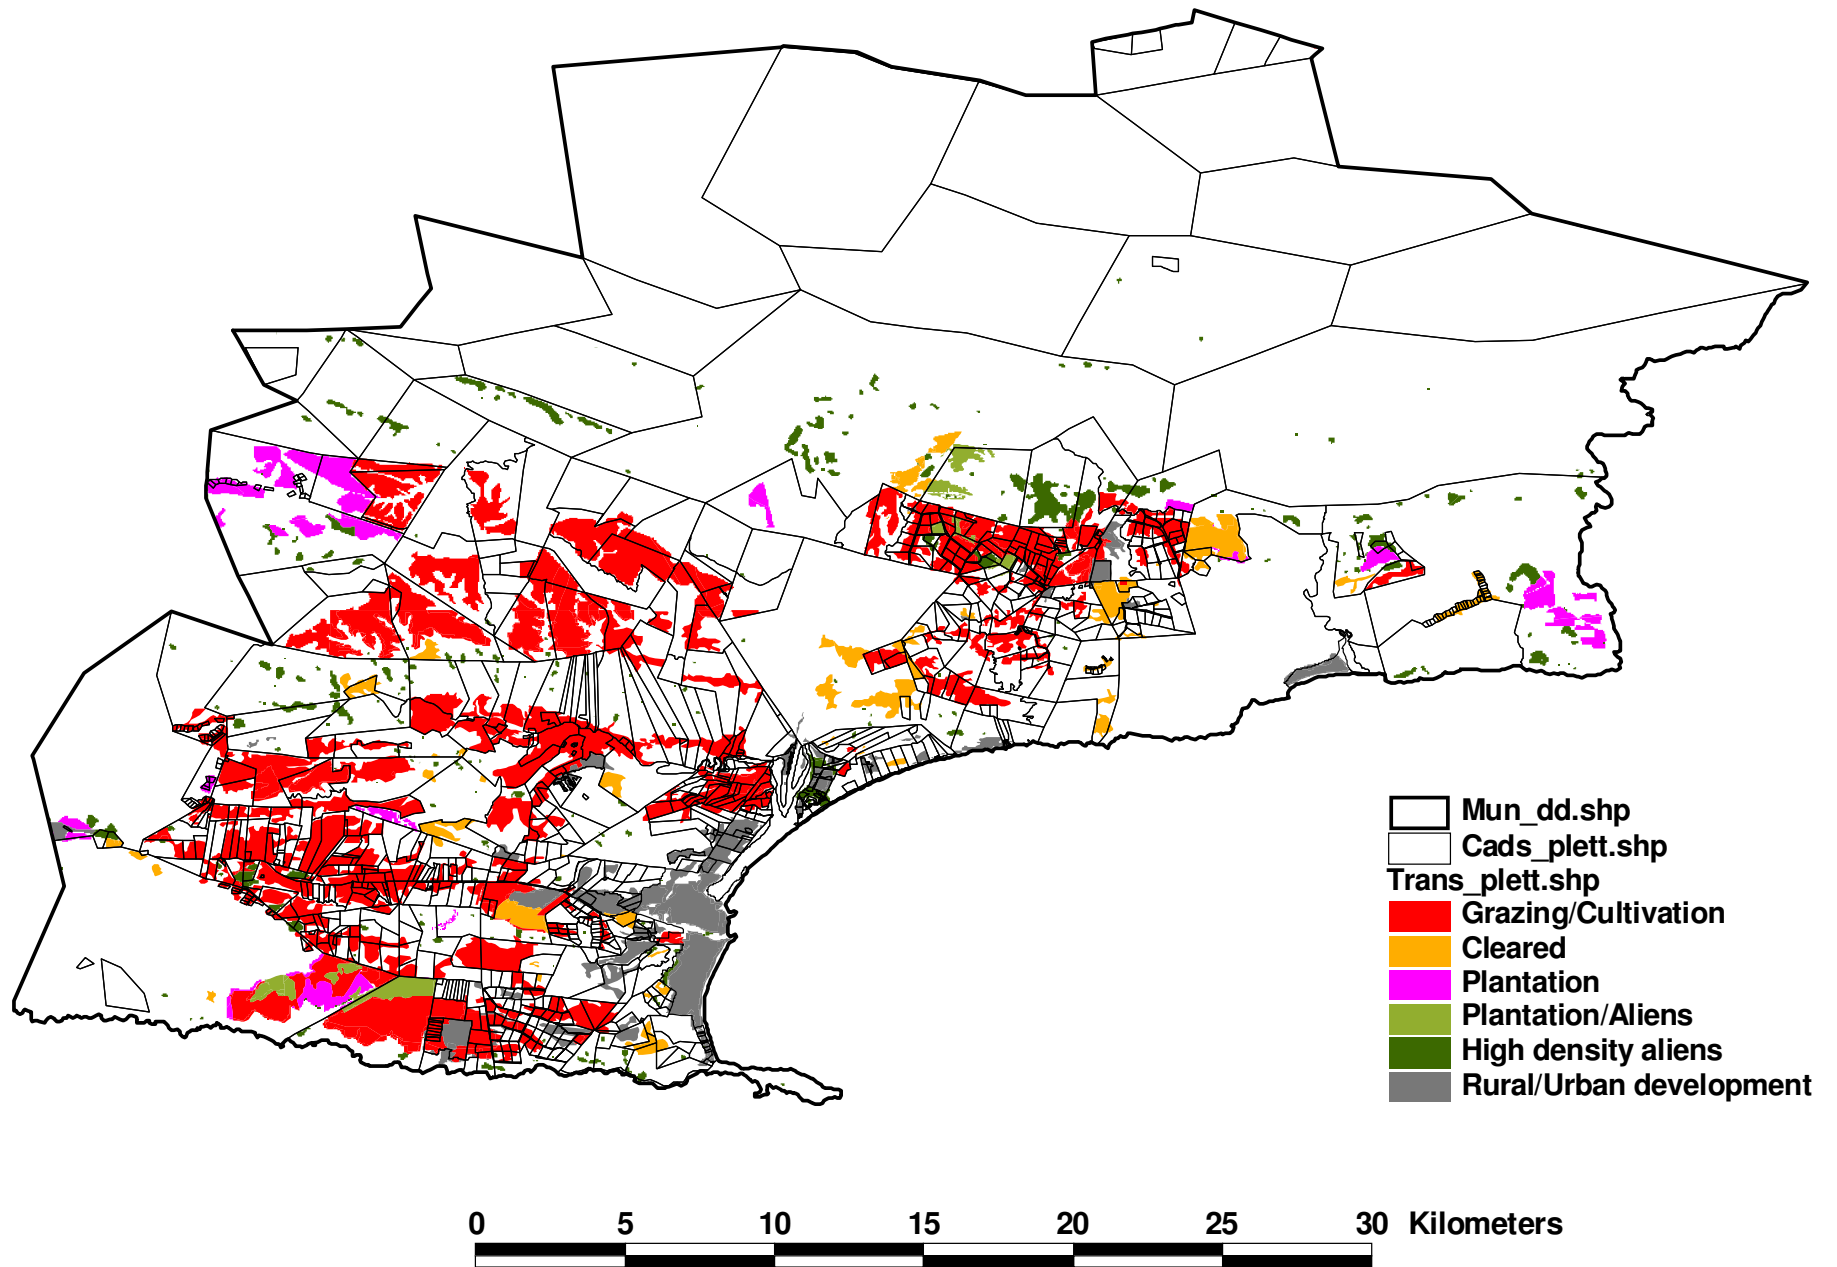 Mun_dd.shp
Cads_plett.shp
Trans_plett.shp
Grazing/Cultivation
Cleared
Plantation
Plantation/Aliens
High density aliens
Rural/Urban development
0 5 10 15 20 25 30 Kilometers